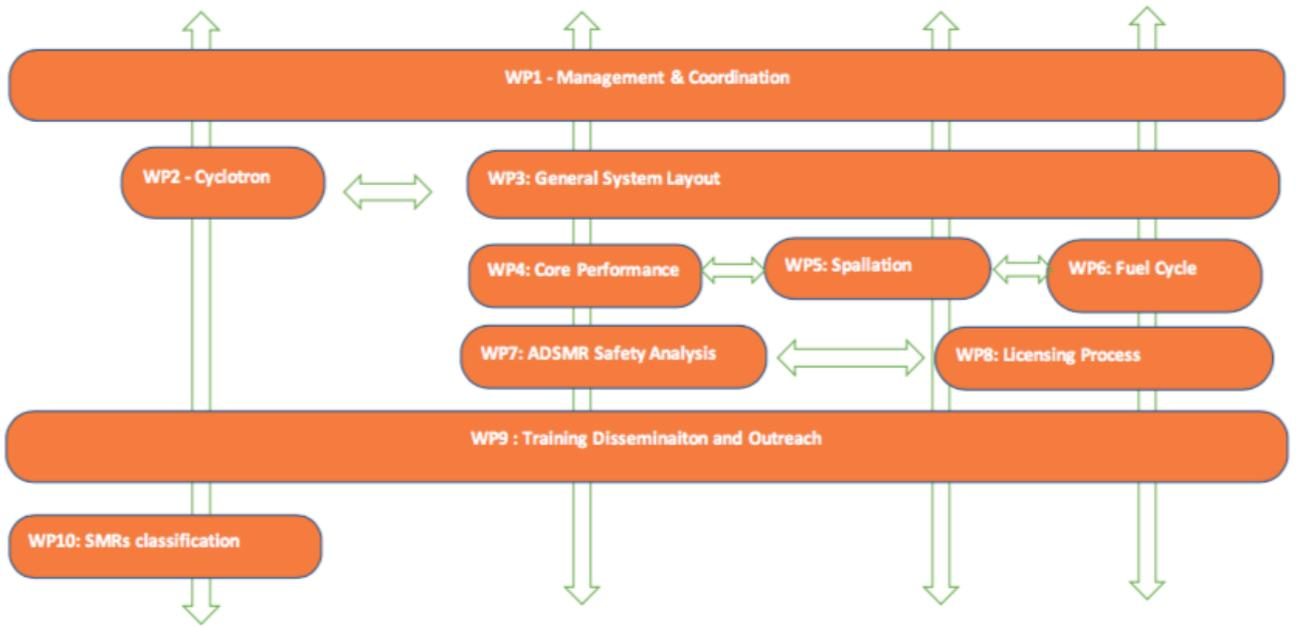 WP1 - Management & Coordination
WP2 - Cyclotron
WP3: General System Layout
WP4: Core Performance
WP5: Spallation
WP6: Fuel Cycle
WP7: ADSMR Safety Analysis
WP8: Licensing Process
WP9 : Training Disseminaiton and Outreach
WP10: SMRs classification